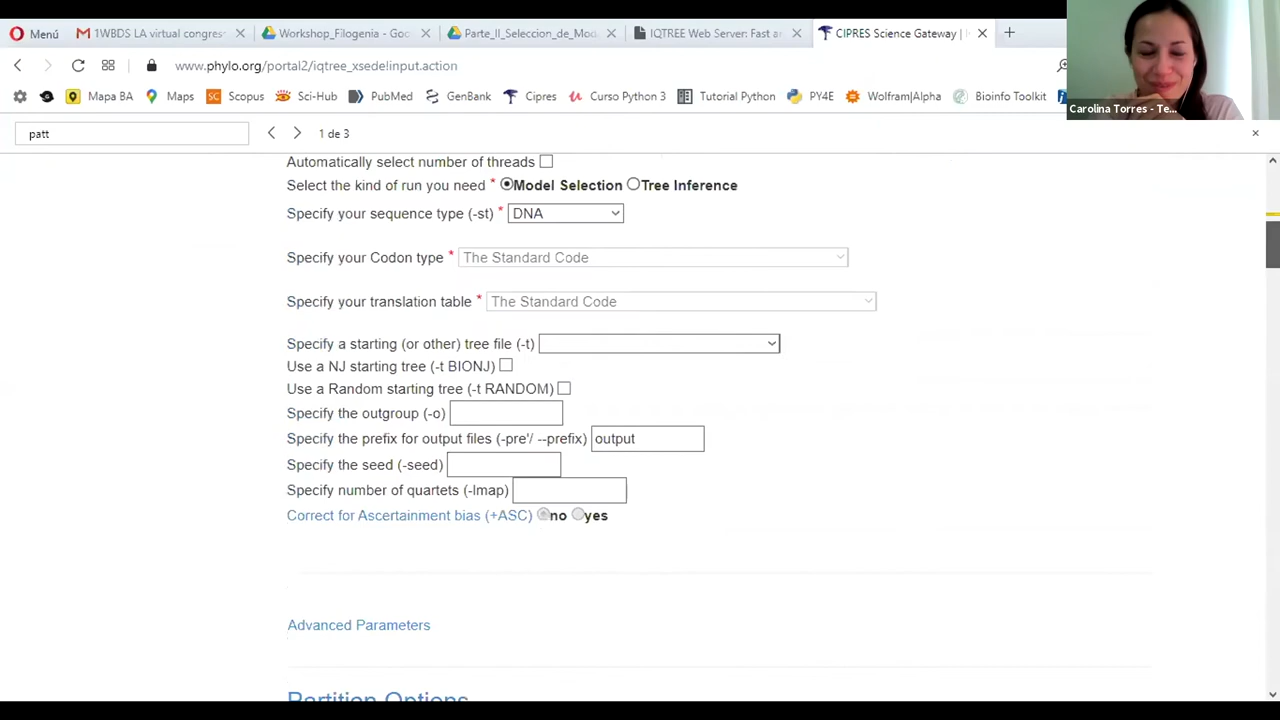 Menú
1WBDS LA virtual congres
Workshop_Filogenia - Goo
Parte_II_Seleccion_de_Mod
IQTREE Web Server: Fast an
CIPRES Science Gateway | I
www.phylo.org/portal2/iqtree_xsedelinput.action
Mapa BA
Maps
Scopus
Sci-Hub
PubMed
GenBank
Cipres
Curso Python 3
Tutorial Python
PY4E
Wolfram|Alpha
Bioinfo Toolkit
Carolina Torres - Te...
patt
1 de 3
Automatically select number of threads
Select the kind of run you need * Model Selection Tree Inference
Specify your sequence type (-st) * DNA
Specify your Codon type * The Standard Code
Specify your translation table * The Standard Code
Specify a starting (or other) tree file (-t)
Use a NJ starting tree (-t BIONJ)
Use a Random starting tree (-t RANDOM)
Specify the outgroup (-o)
Specify the prefix for output files (-pre'/ --prefix) output
Specify the seed (-seed)
Specify number of quartets (-lmap)
Correct for Ascertainment bias (+ASC) no yes
Advanced Parameters
Partition Options